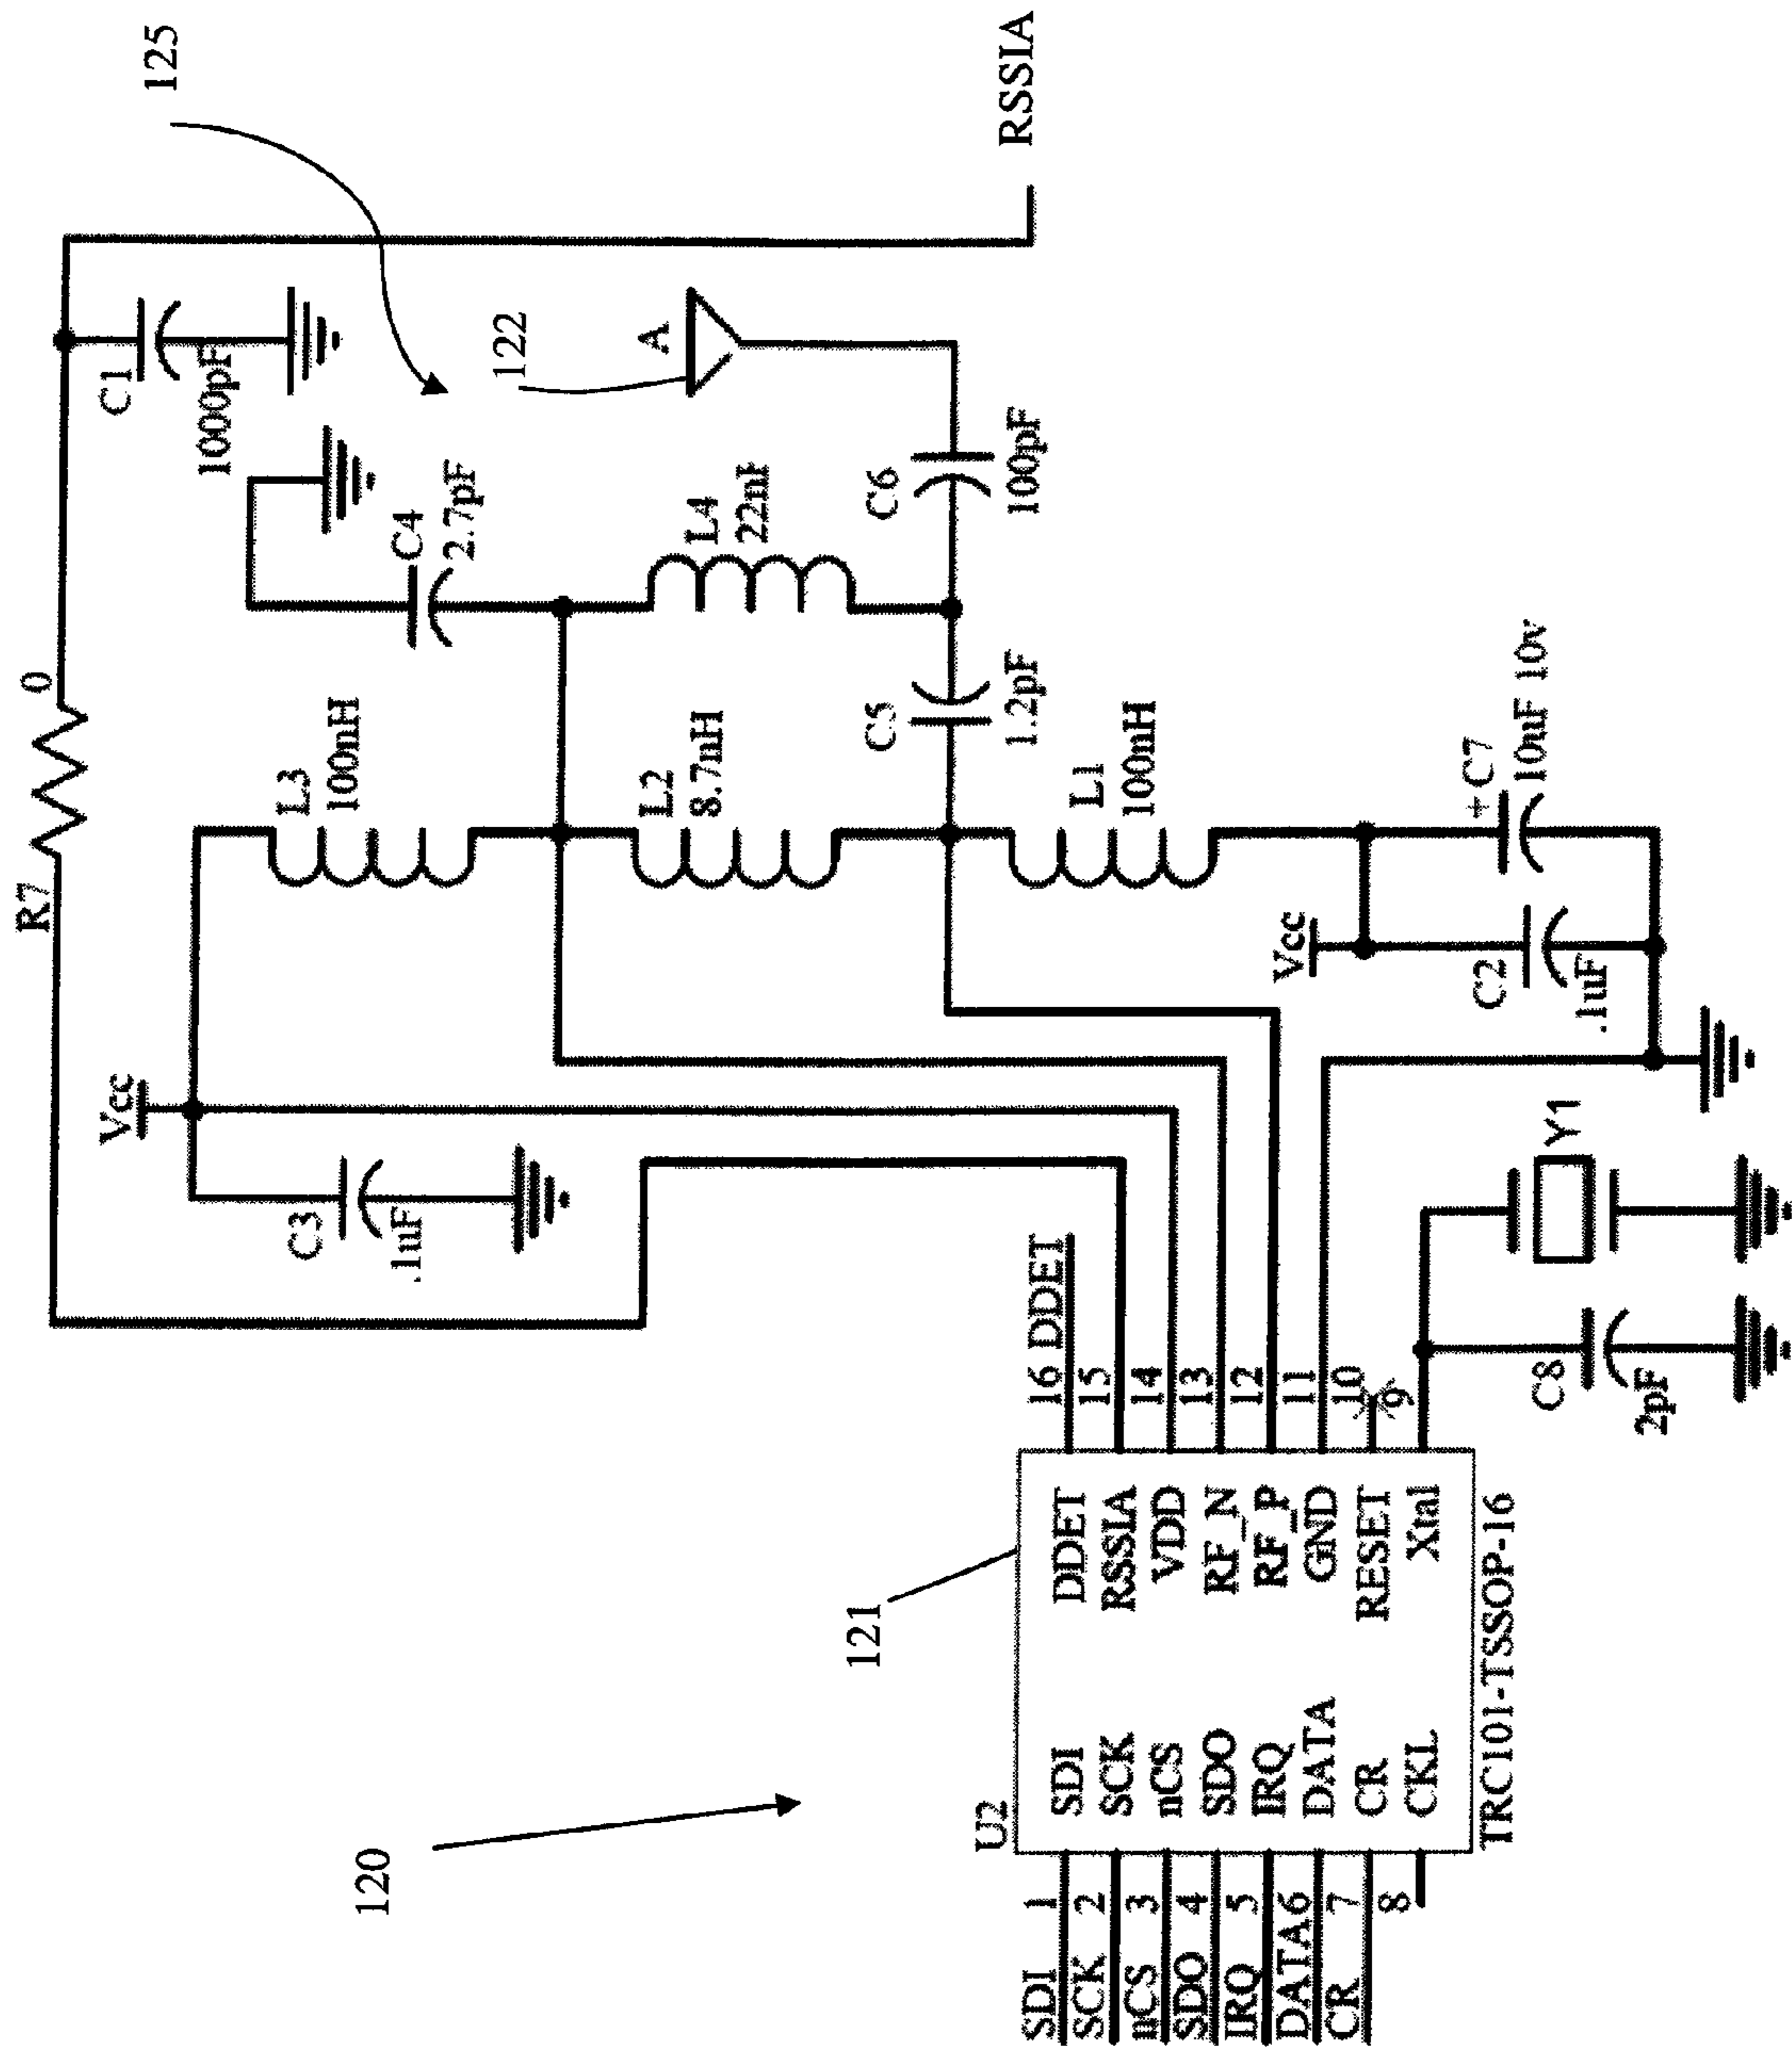 125
RSSIA
R7
0
C1
1000pF
122
A
C4
2.7pF
L4
22nF
C6
100pF
Vcc
L3
100nH
L2
8.7nH
C5
1.2pF
L1
100nH
Vcc
+ C7
10uF 10v
C2
.1uF
C3
.1uF
16 DDET
15
14
13
12
11
10
9
Y1
C8
2pF
121
120
U2
SDI DDET
SCK RSSIA
nCS VDD
SDO RF_N
IRQ RF_P
DATA GND
CR RESET
CKL Xtal
TRC101-TSSOP-16
SDI 1
SCK 2
nCS 3
SDO 4
IRQ 5
DATA 6
CR 7
8